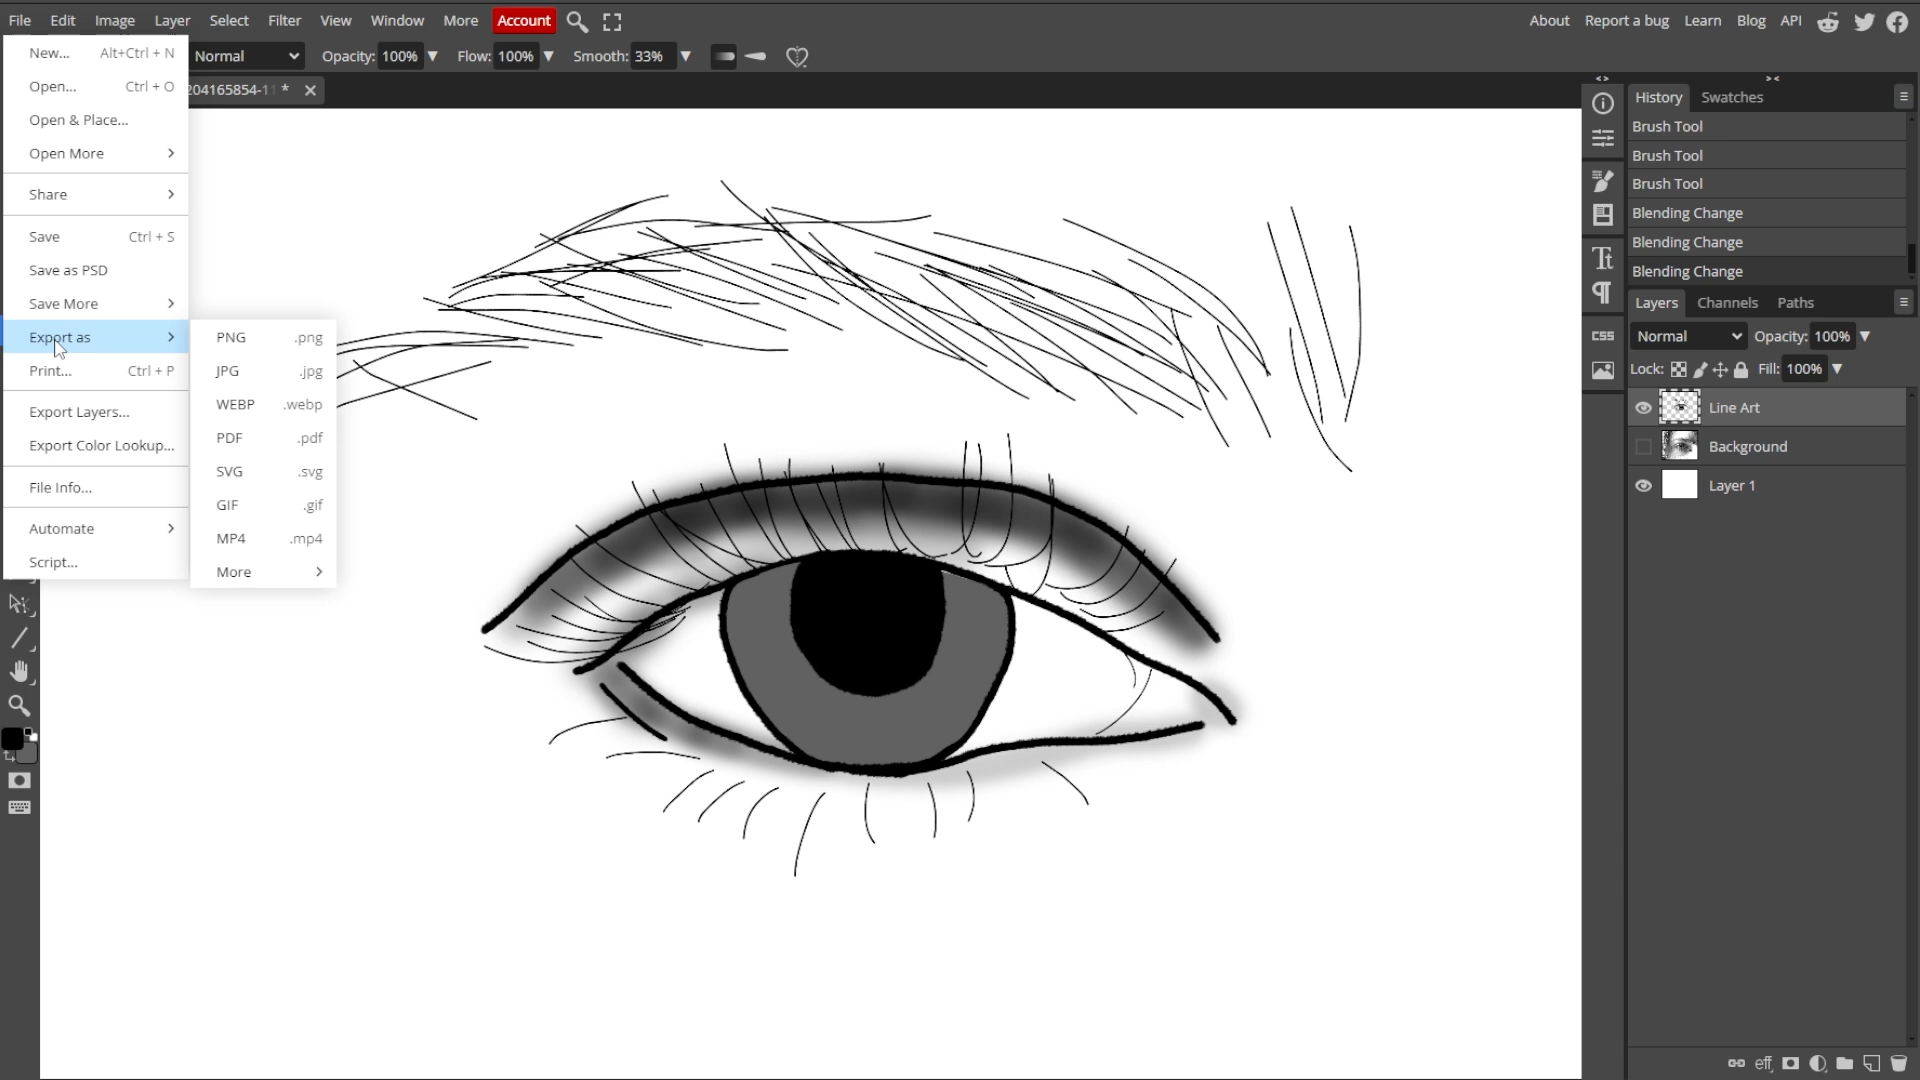 File Edit Image Layer Select Filter View Window More Account About Report a bug Learn Blog API
Normal Opacity: 100% Flow: 100% Smooth: 33%
204165854-11 *
New... Alt+Ctrl + N
Open... Ctrl + O
Open & Place...
Open More
Share
Save Ctrl + S
Save as PSD
Save More
Export as
Print... Ctrl + P
Export Layers...
Export Color Lookup...
File Info...
Automate
Script...
PNG .png
JPG .jpg
WEBP .webp
PDF .pdf
SVG .svg
GIF .gif
MP4 .mp4
More
CSS
History Swatches
Brush Tool
Brush Tool
Brush Tool
Blending Change
Blending Change
Blending Change
Layers Channels Paths
Normal Opacity: 100%
Lock: Fill: 100%
Line Art
Background
Layer 1
eff